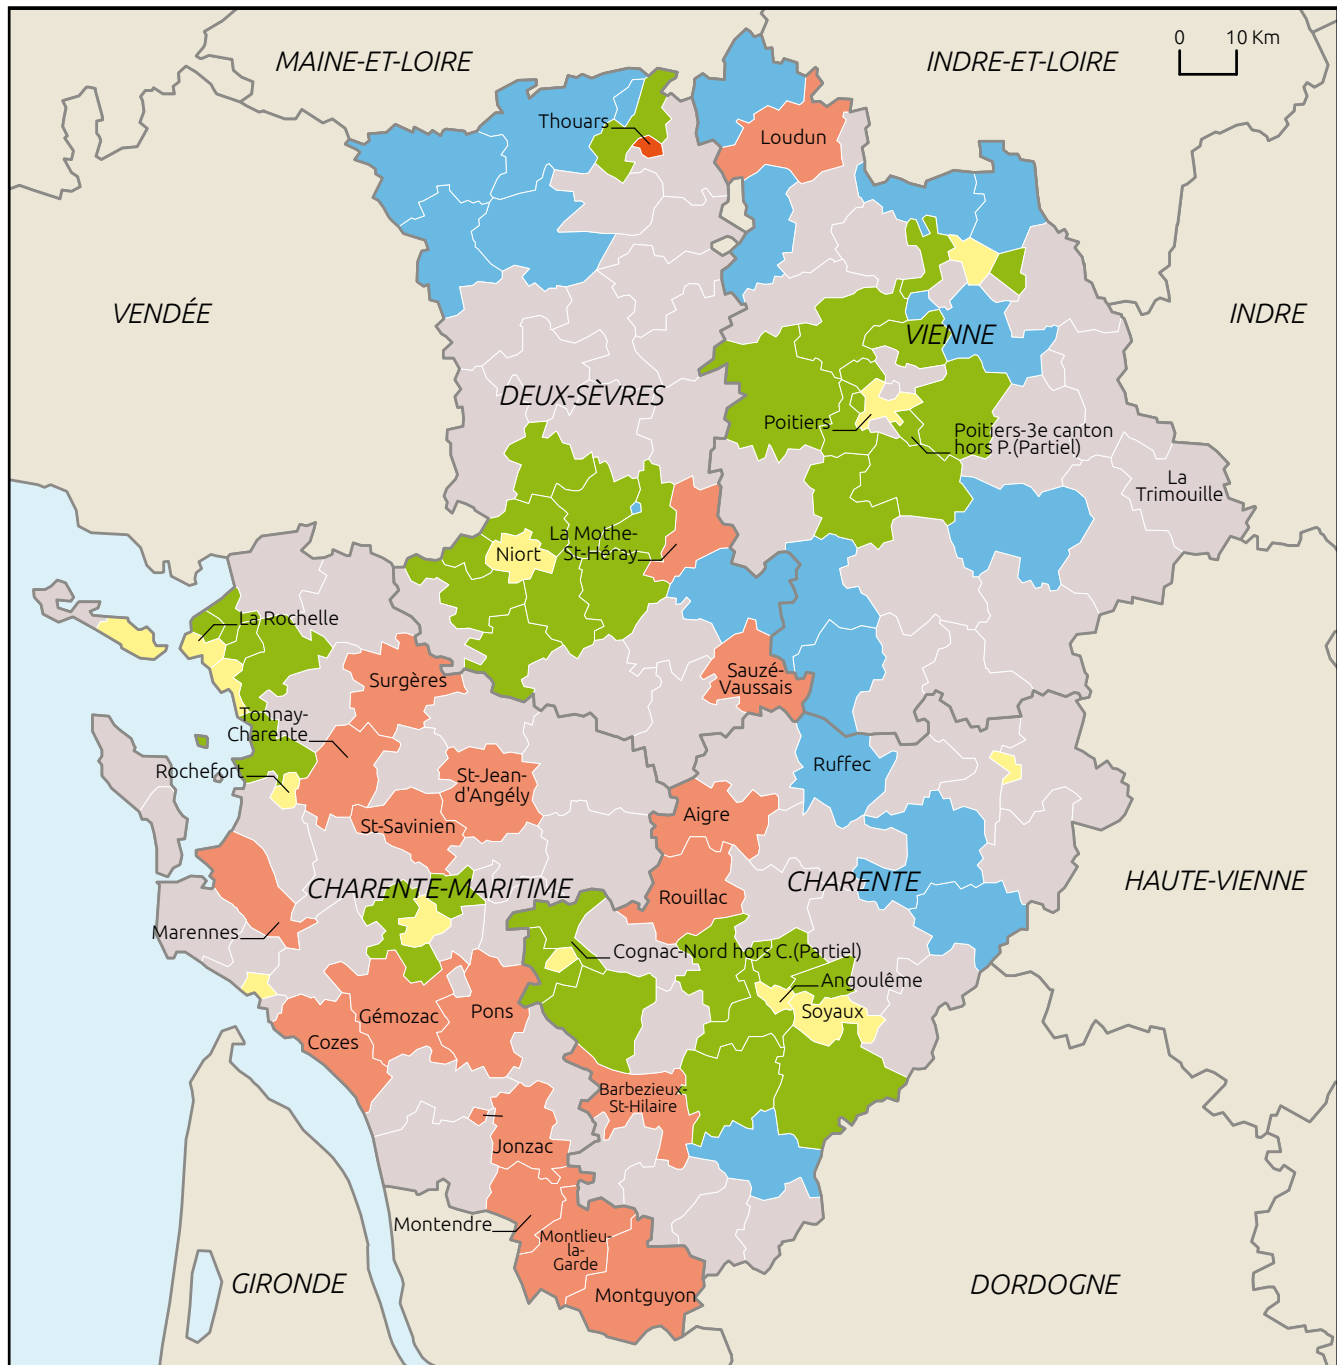 0 10 Km
MAINE-ET-LOIRE
INDRE-ET-LOIRE
Thouars
Loudun
VENDÉE
INDRE
VIENNE
DEUX-SÈVRES
Poitiers
Poitiers-3e canton
hors P.(Partiel)
La
Trimouille
La Mothe-
St-Héray
Niort
La Rochelle
Surgères
Sauzé-
Vaussais
Tonnay-
Charente
Rochefort
Ruffec
St-Jean-
d'Angély
Aigre
St-Savinien
CHARENTE-MARITIME
CHARENTE
HAUTE-VIENNE
Rouillac
Marennes
Cognac-Nord hors C.(Partiel)
Angoulême
Gémozac
Pons
Soyaux
Cozes
Barbezieux-
St-Hilaire
Jonzac
Montendre
Montlieu-
la-
Garde
GIRONDE
Montguyon
DORDOGNE